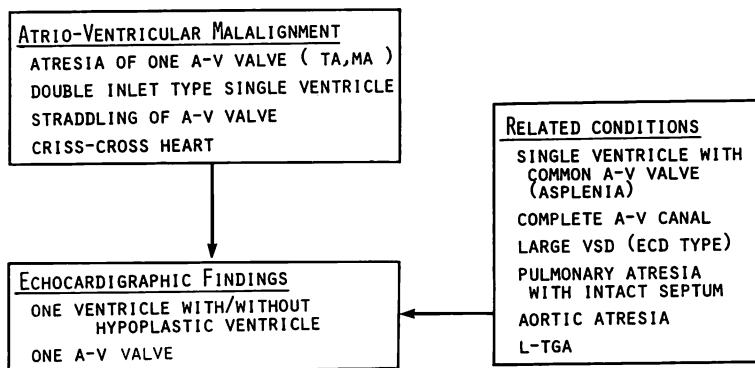 ATRIO-VENTRICULAR MALALIGNMENT
ATRESIA OF ONE A-V VALVE ( TA,MA )
DOUBLE INLET TYPE SINGLE VENTRICLE
STRADDLING OF A-V VALVE
CRISS-CROSS HEART
ECHOCARDIGRAPHIC FINDINGS
ONE VENTRICLE WITH/WITHOUT
HYPOPLASTIC VENTRICLE
ONE A-V VALVE
RELATED CONDITIONS
SINGLE VENTRICLE WITH
COMMON A-V VALVE
(ASPLENIA)
COMPLETE A-V CANAL
LARGE VSD (ECD TYPE)
PULMONARY ATRESIA
WITH INTACT SEPTUM
AORTIC ATRESIA
L-TGA